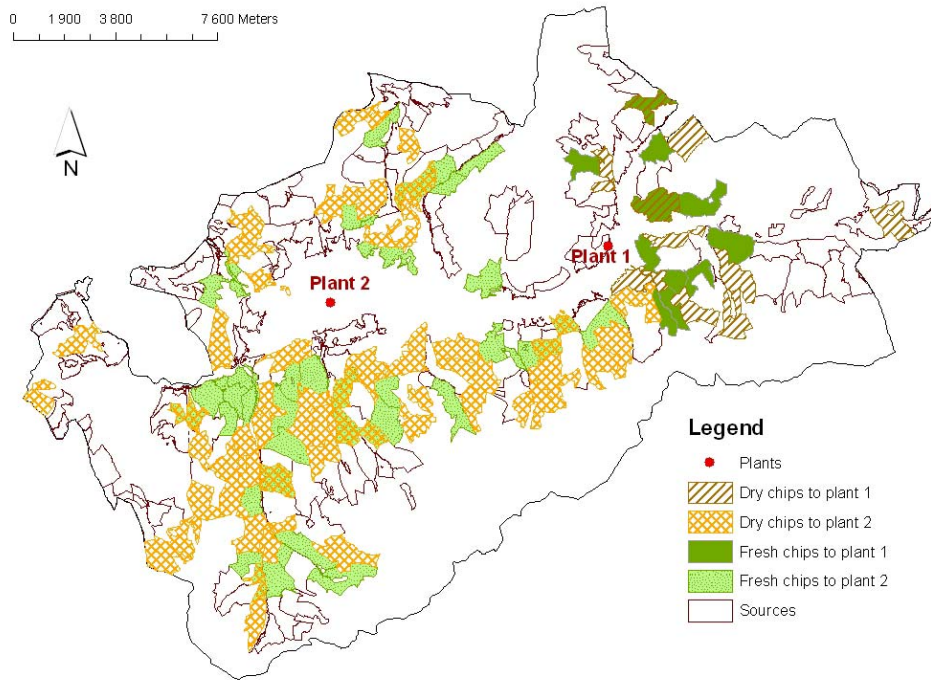 0 1 900 3 800 7 600 Meters
N
Plant 1
Plant 2
Legend
Plants
Dry chips to plant 1
Dry chips to plant 2
Fresh chips to plant 1
Fresh chips to plant 2
Sources